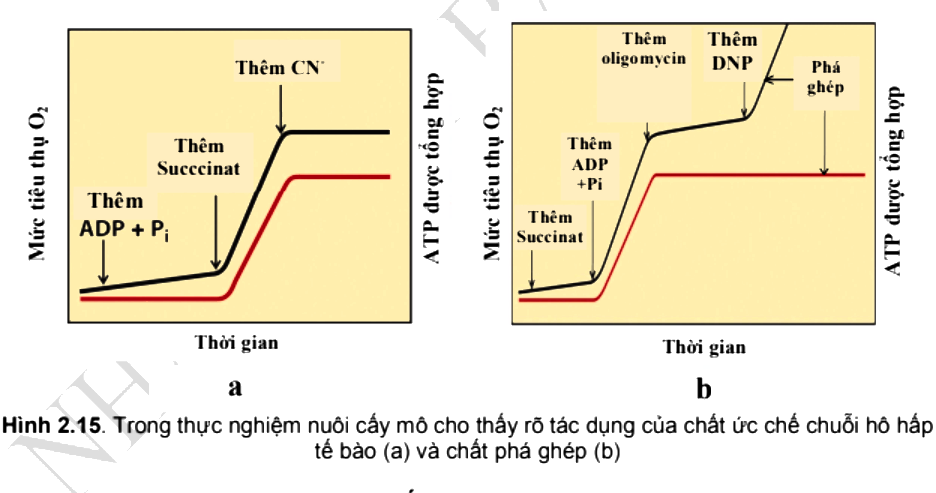 Mức tiêu thụ O₂
Thêm
ADP + Pᵢ
Thêm
Succcinat
Thêm CN⁻
ATP dược tổng hợp
Thời gian
a
Mức tiêu thụ O₂
Thêm
Succinat
Thêm
ADP
+Pi
Thêm
oligomycin
Thêm
DNP
Phá
ghép
ATP dược tổng hợp
Thời gian
b
Hình 2.15. Trong thực nghiệm nuôi cấy mô cho thấy rõ tác dụng của chất ức chế chuỗi hô hấp
tế bào (a) và chất phá ghép (b)